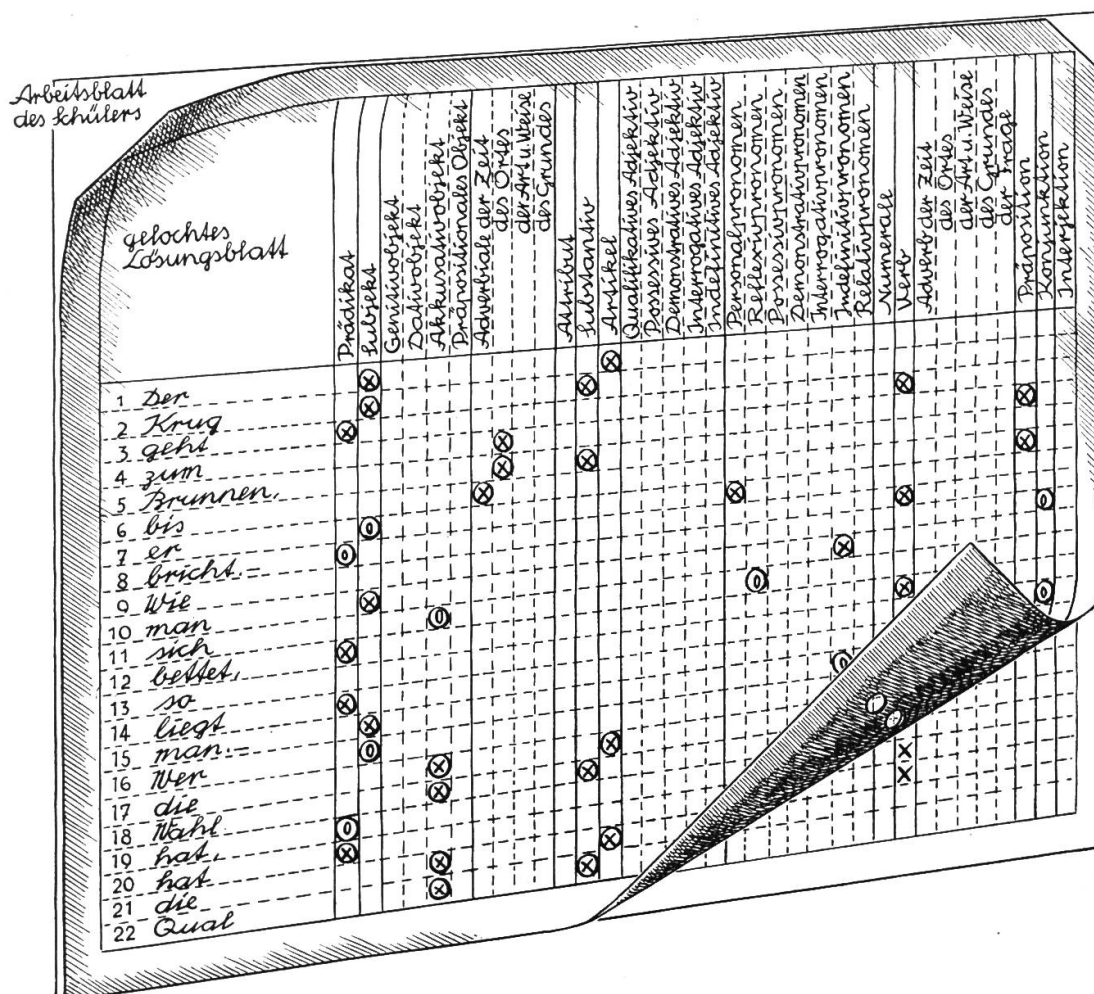 Arbeitsblatt
des Schülers
gelochtes
Lösungsblatt
Prädikat
Subjekt
Genitivobjekt
Dativobjekt
Akkusativobjekt
Präpositionales Objekt
Adverbiale der Zeit
des Ortes
der Art u. Weise
des Grundes
Attribut
Substantiv
Artikel
Qualifikatives Adjektiv
Possessives Adjektiv
Demonstratives Adjektiv
Interrogatives Adjektiv
Indefinitives Adjektiv
Personalpronomen
Reflexivpronomen
Possessivpronomen
Demonstrativpronomen
Interrogativpronomen
Indefinitivpronomen
Relativpronomen
Numerale
Verb
Adverb der Zeit
des Ortes
der Art u. Weise
des Grundes
der Frage
Präposition
Konjunktion
Interjektion
1 Der
2 Krug
3 geht
4 zum
5 Brunnen,
6 bis
7 er
8 bricht.–
9 Wie
10 man
11 sich
12 bettet,
13 so
14 liegt
15 man.–
16 Wer
17 die
18 Wahl
19 hat,
20 hat
21 die
22 Qual